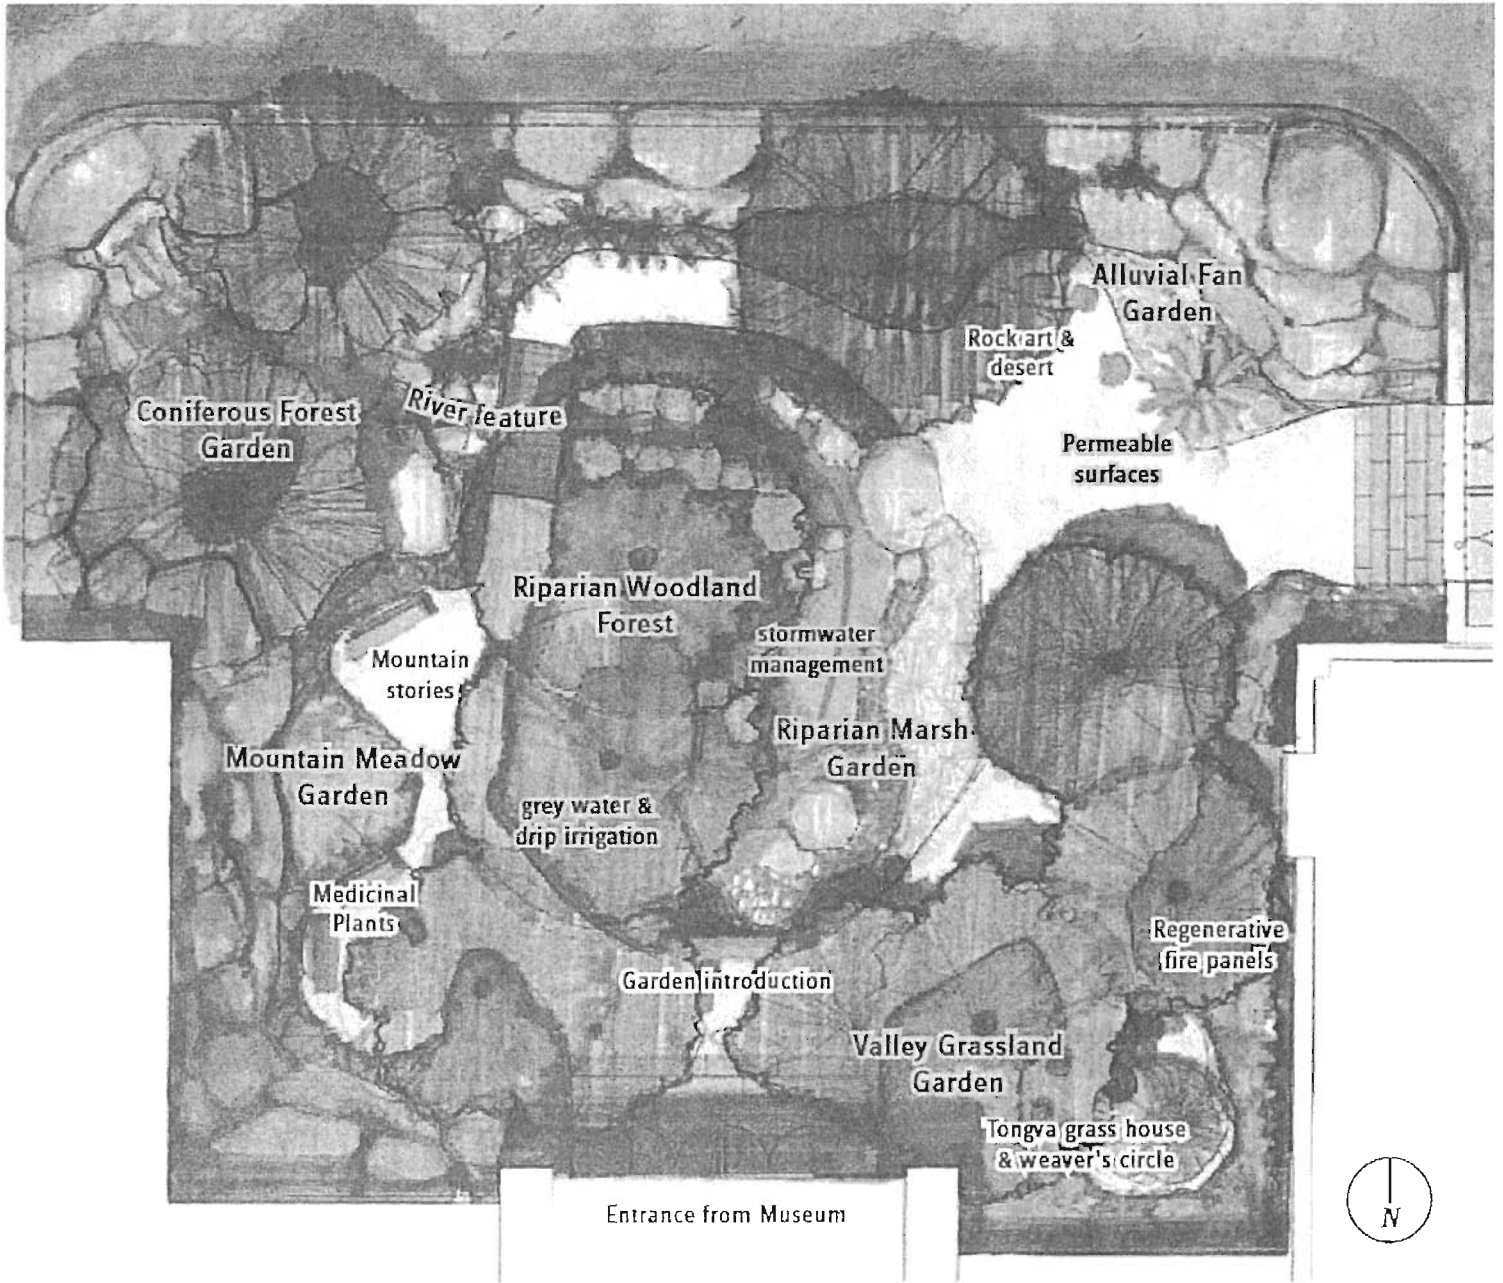 Alluvial Fan
Garden
Rock art &
desert
Coniferous Forest
Garden
River feature
Permeable
surfaces
Riparian Woodland
Forest
stormwater
management
Mountain
stories
Riparian Marsh
Garden
Mountain Meadow
Garden
grey water &
drip irrigation
Medicinal
Plants
Regenerative
fire panels
Garden introduction
Valley Grassland
Garden
Tongva grass house
& weaver's circle
Entrance from Museum
N